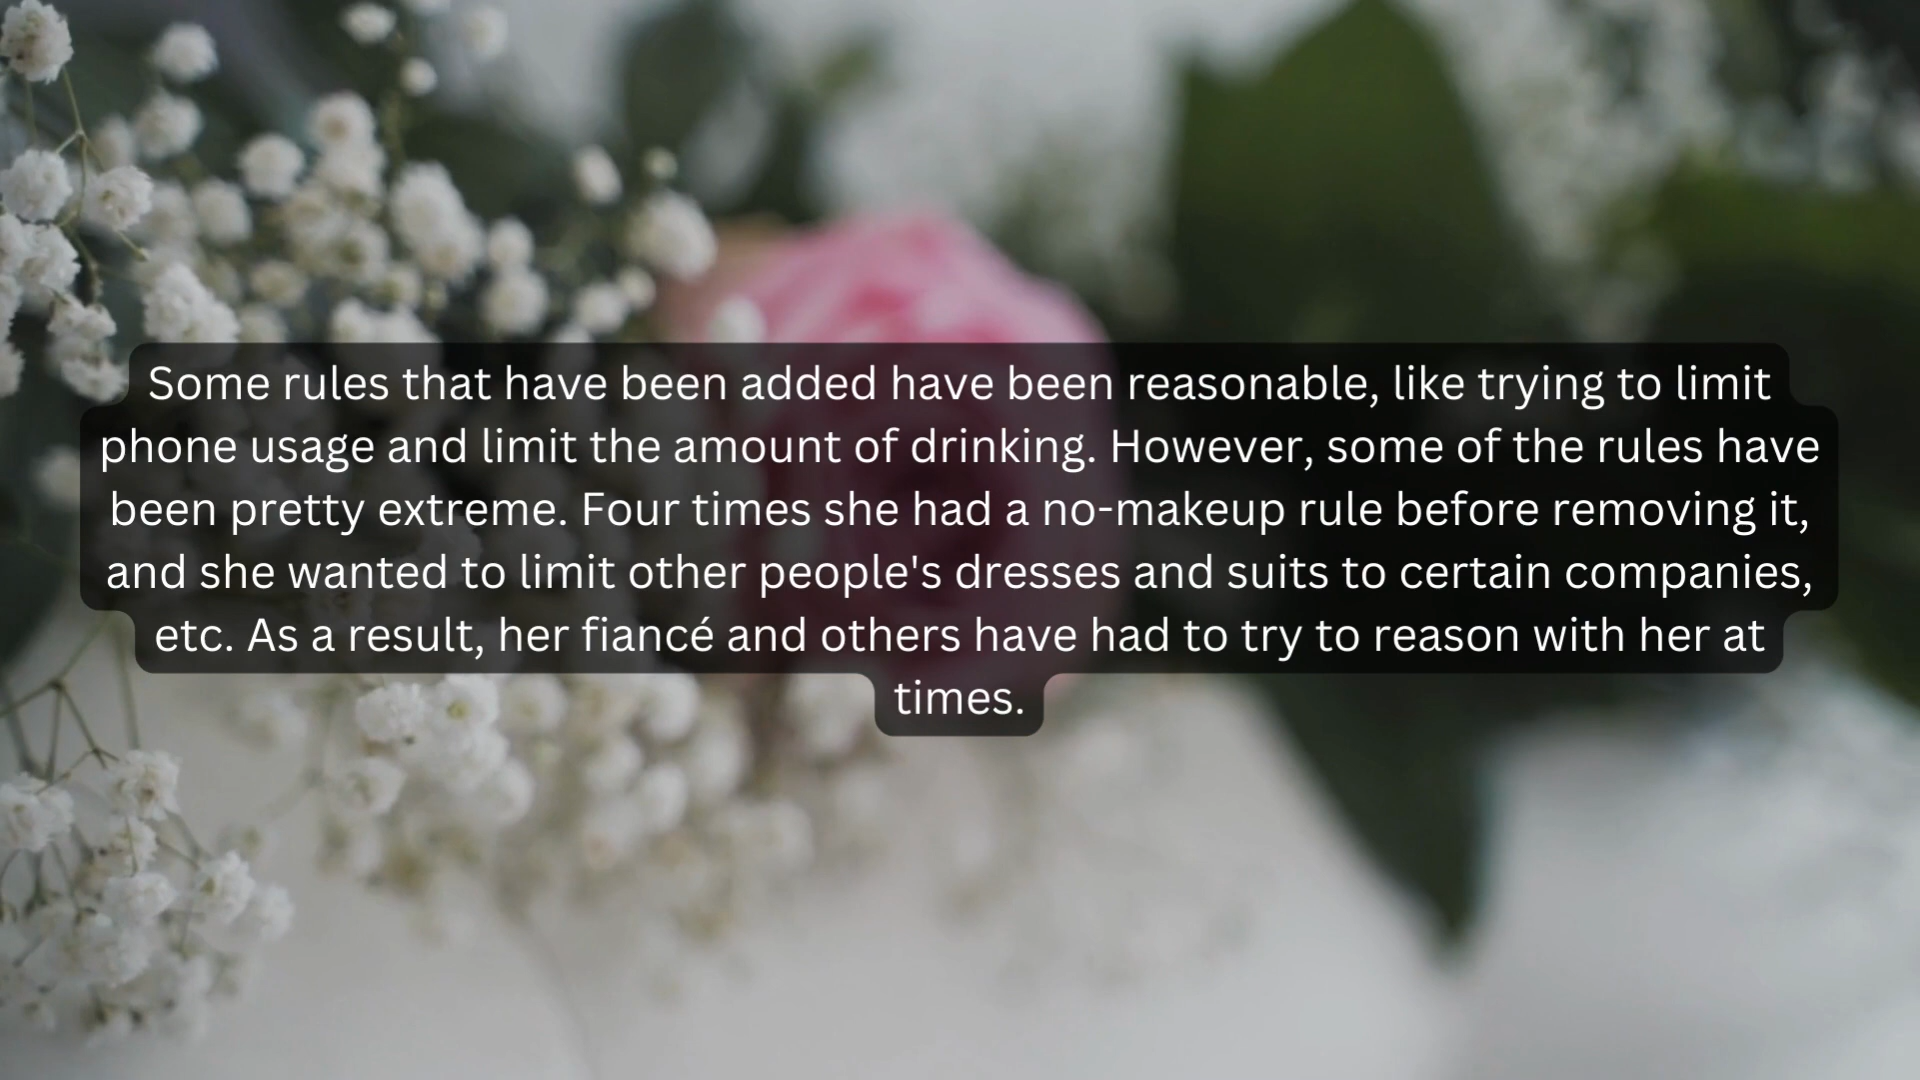 Some rules that have been added have been reasonable, like trying to limit
phone usage and limit the amount of drinking. However, some of the rules have
been pretty extreme. Four times she had a no-makeup rule before removing it,
and she wanted to limit other people's dresses and suits to certain companies,
etc. As a result, her fiancé and others have had to try to reason with her at
times.